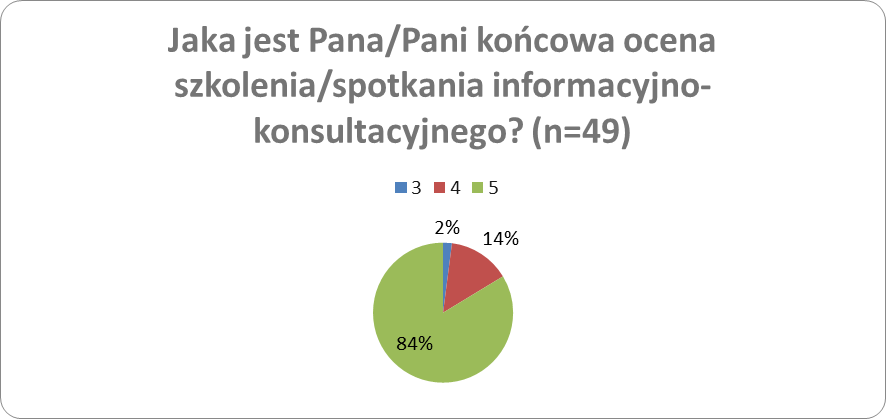 Jaka jest Pana/Pani końcowa ocena
szkolenia/spotkania informacyjno-
konsultacyjnego? (n=49)
3 4 5
2%
14%
84%